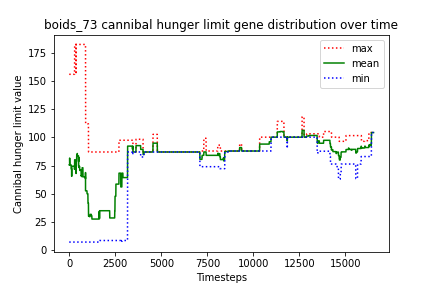 boids_73 cannibal hunger limit gene distribution over time
max
mean
min
Cannibal hunger limit value
175
150
125
100
75
50
25
0
0 2500 5000 7500 10000 12500 15000
Timesteps